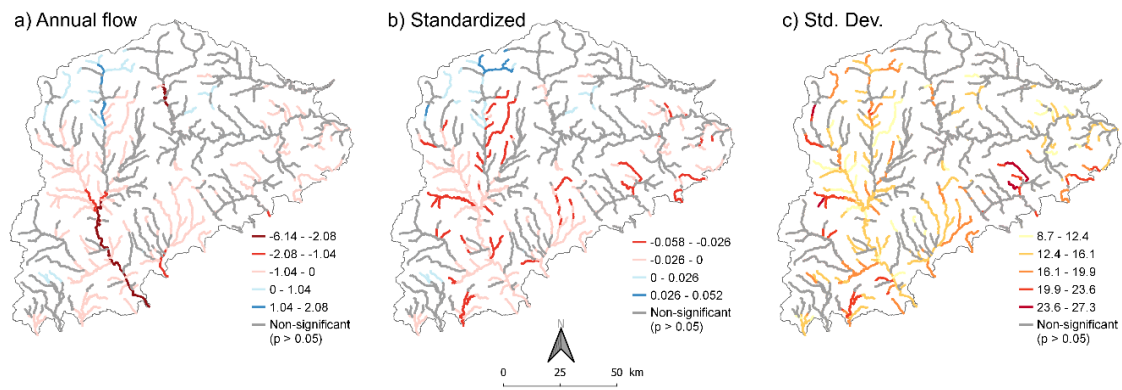 a) Annual flow
-6.14 - -2.08
-2.08 - -1.04
-1.04 - 0
0 - 1.04
1.04 - 2.08
Non-significant
(p > 0.05)
b) Standardized
-0.058 - -0.026
-0.026 - 0
0 - 0.026
0.026 - 0.052
Non-significant
(p > 0.05)
c) Std. Dev.
8.7 - 12.4
12.4 - 16.1
16.1 - 19.9
19.9 - 23.6
23.6 - 27.3
Non-significant
(p > 0.05)
N
0 25 50 km